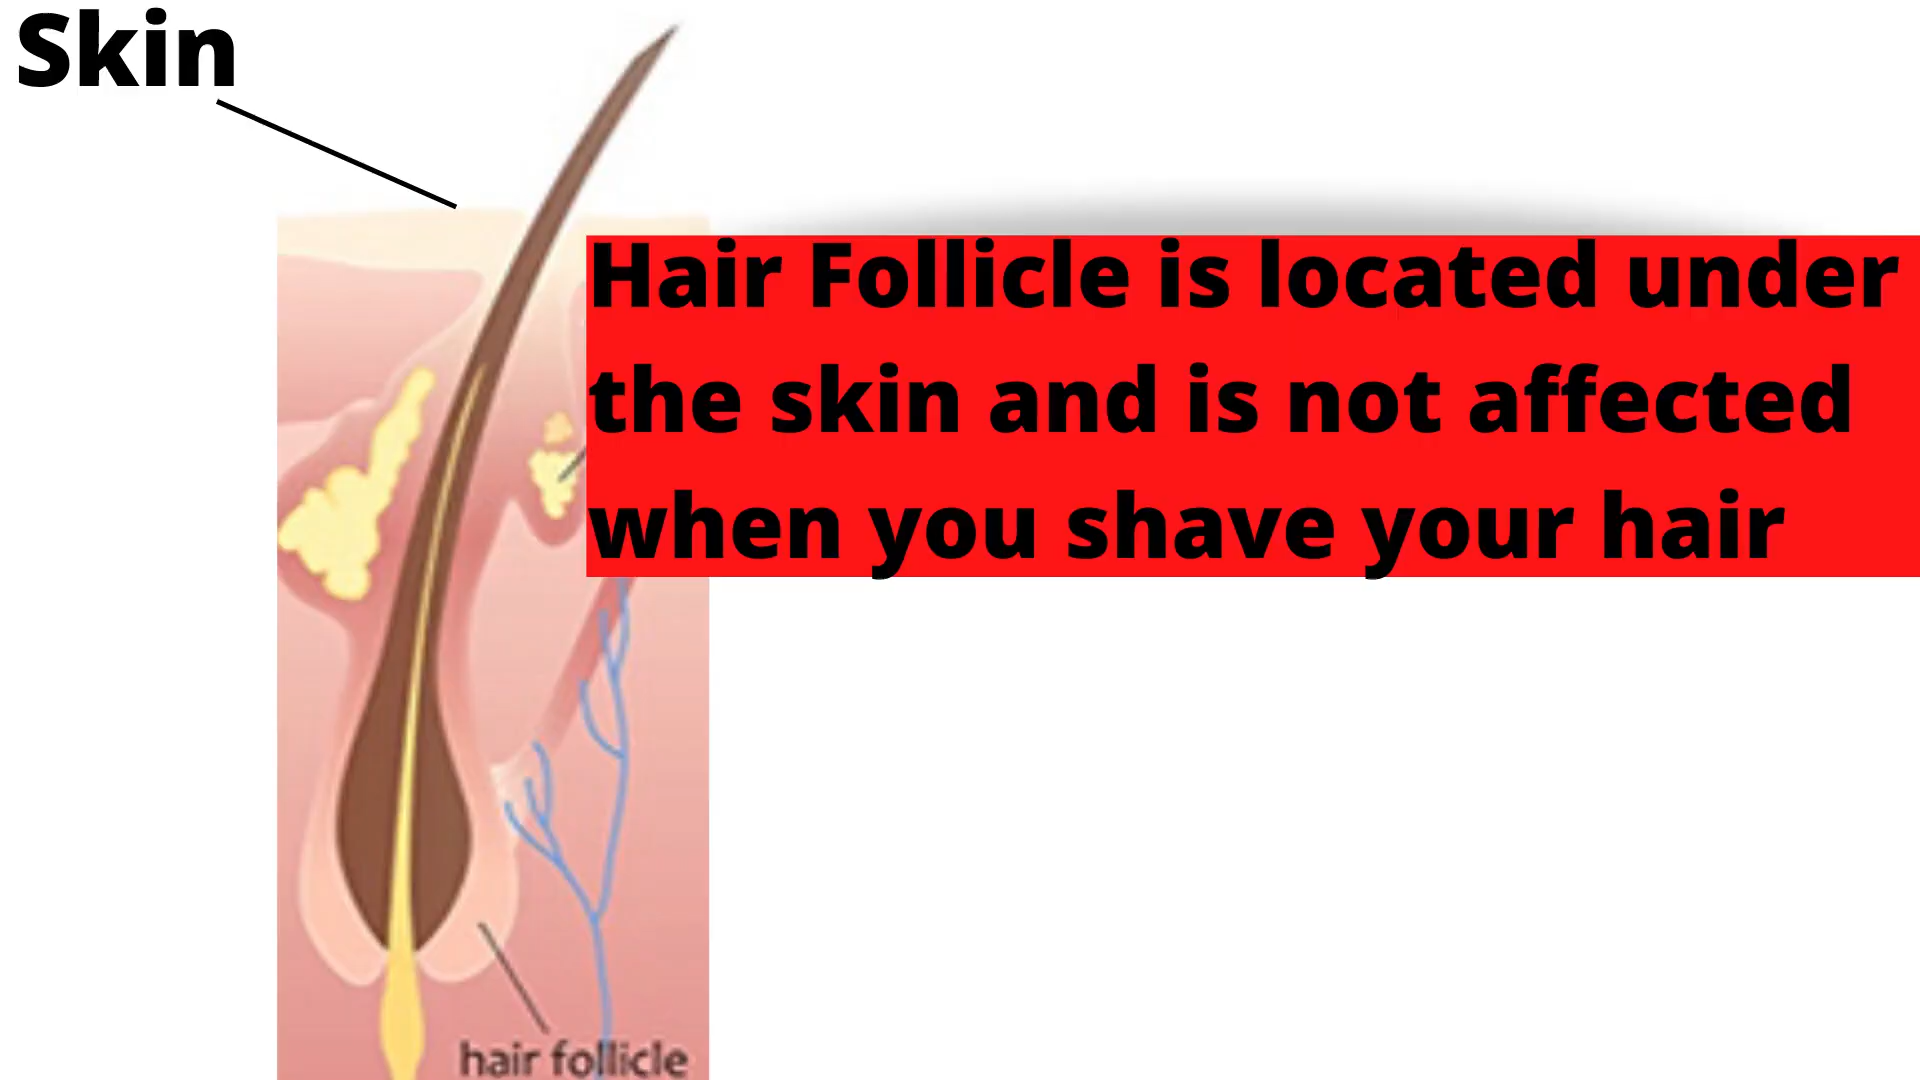 Skin
Hair Follicle is located under
the skin and is not affected
when you shave your hair
hair follicle